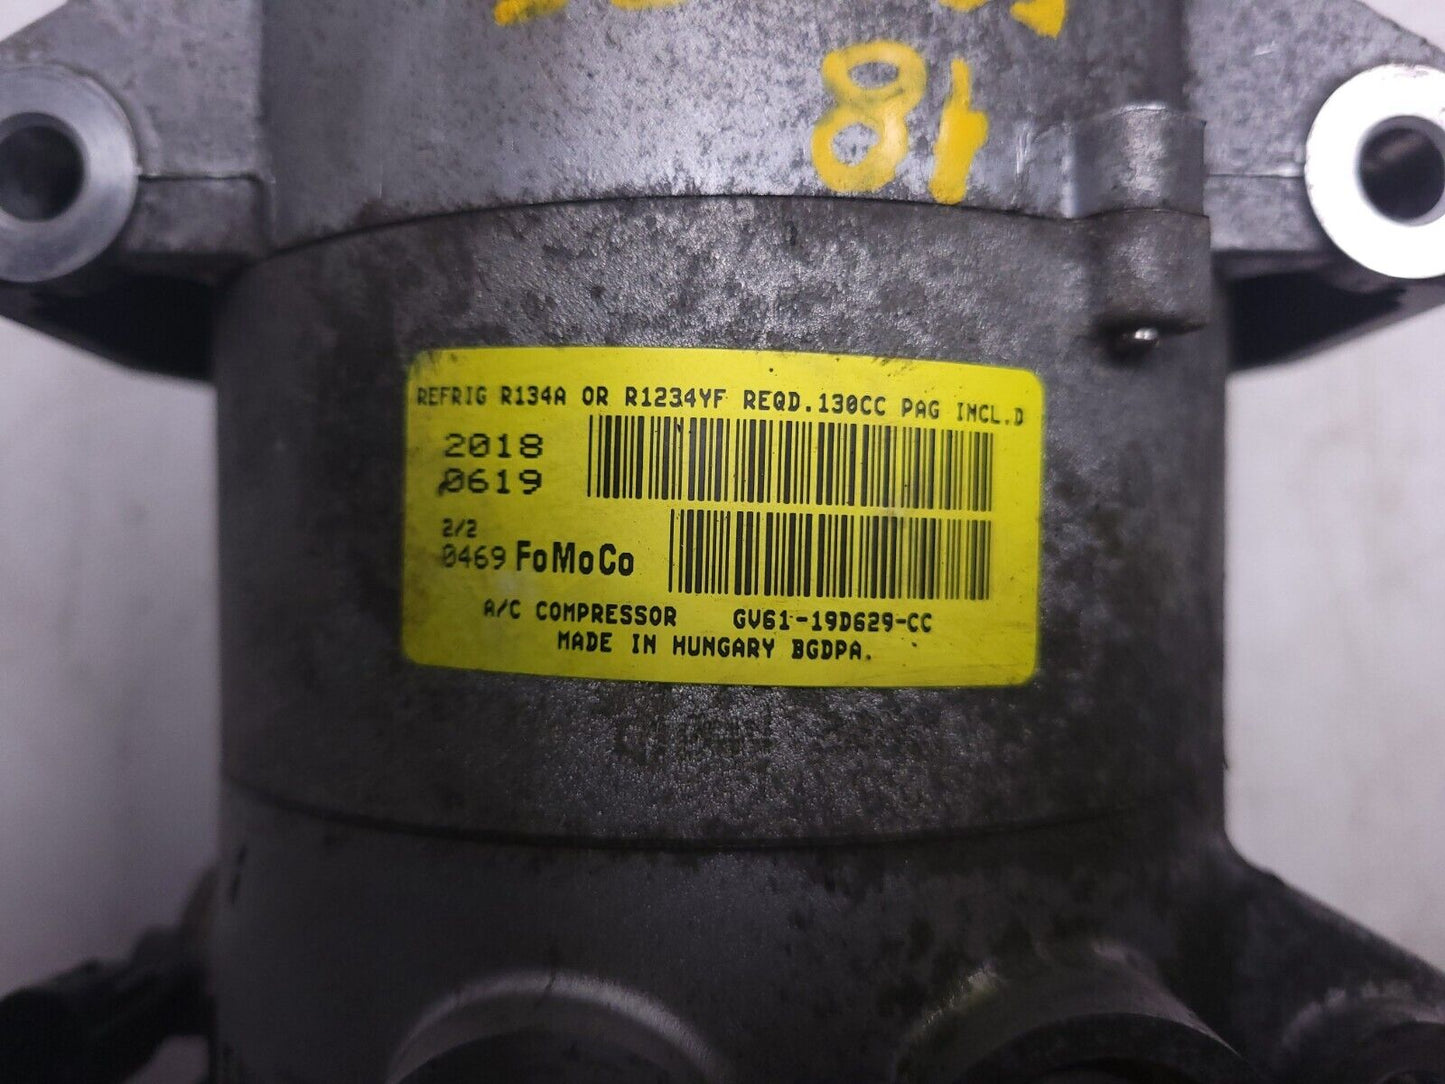 18
REFRIG R134A OR R1234YF REQD.130CC PAG INCL.D
2018
0619
2/2
0469 FoMoCo
A/C COMPRESSOR GV61-19D629-CC
MADE IN HUNGARY BGDPA.